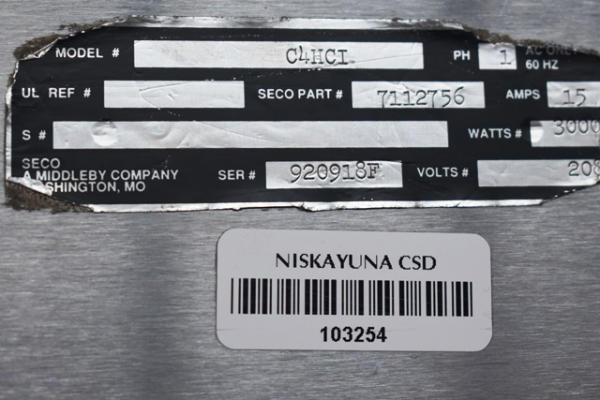 MODEL # C4HCI PH 1 AC ONLY 60 HZ
UL REF # SECO PART # 7112756 AMPS 15
S # WATTS # 3000
SECO
A MIDDLEBY COMPANY SER # 920918F VOLTS # 208
WASHINGTON, MO
NISKAYUNA CSD
103254